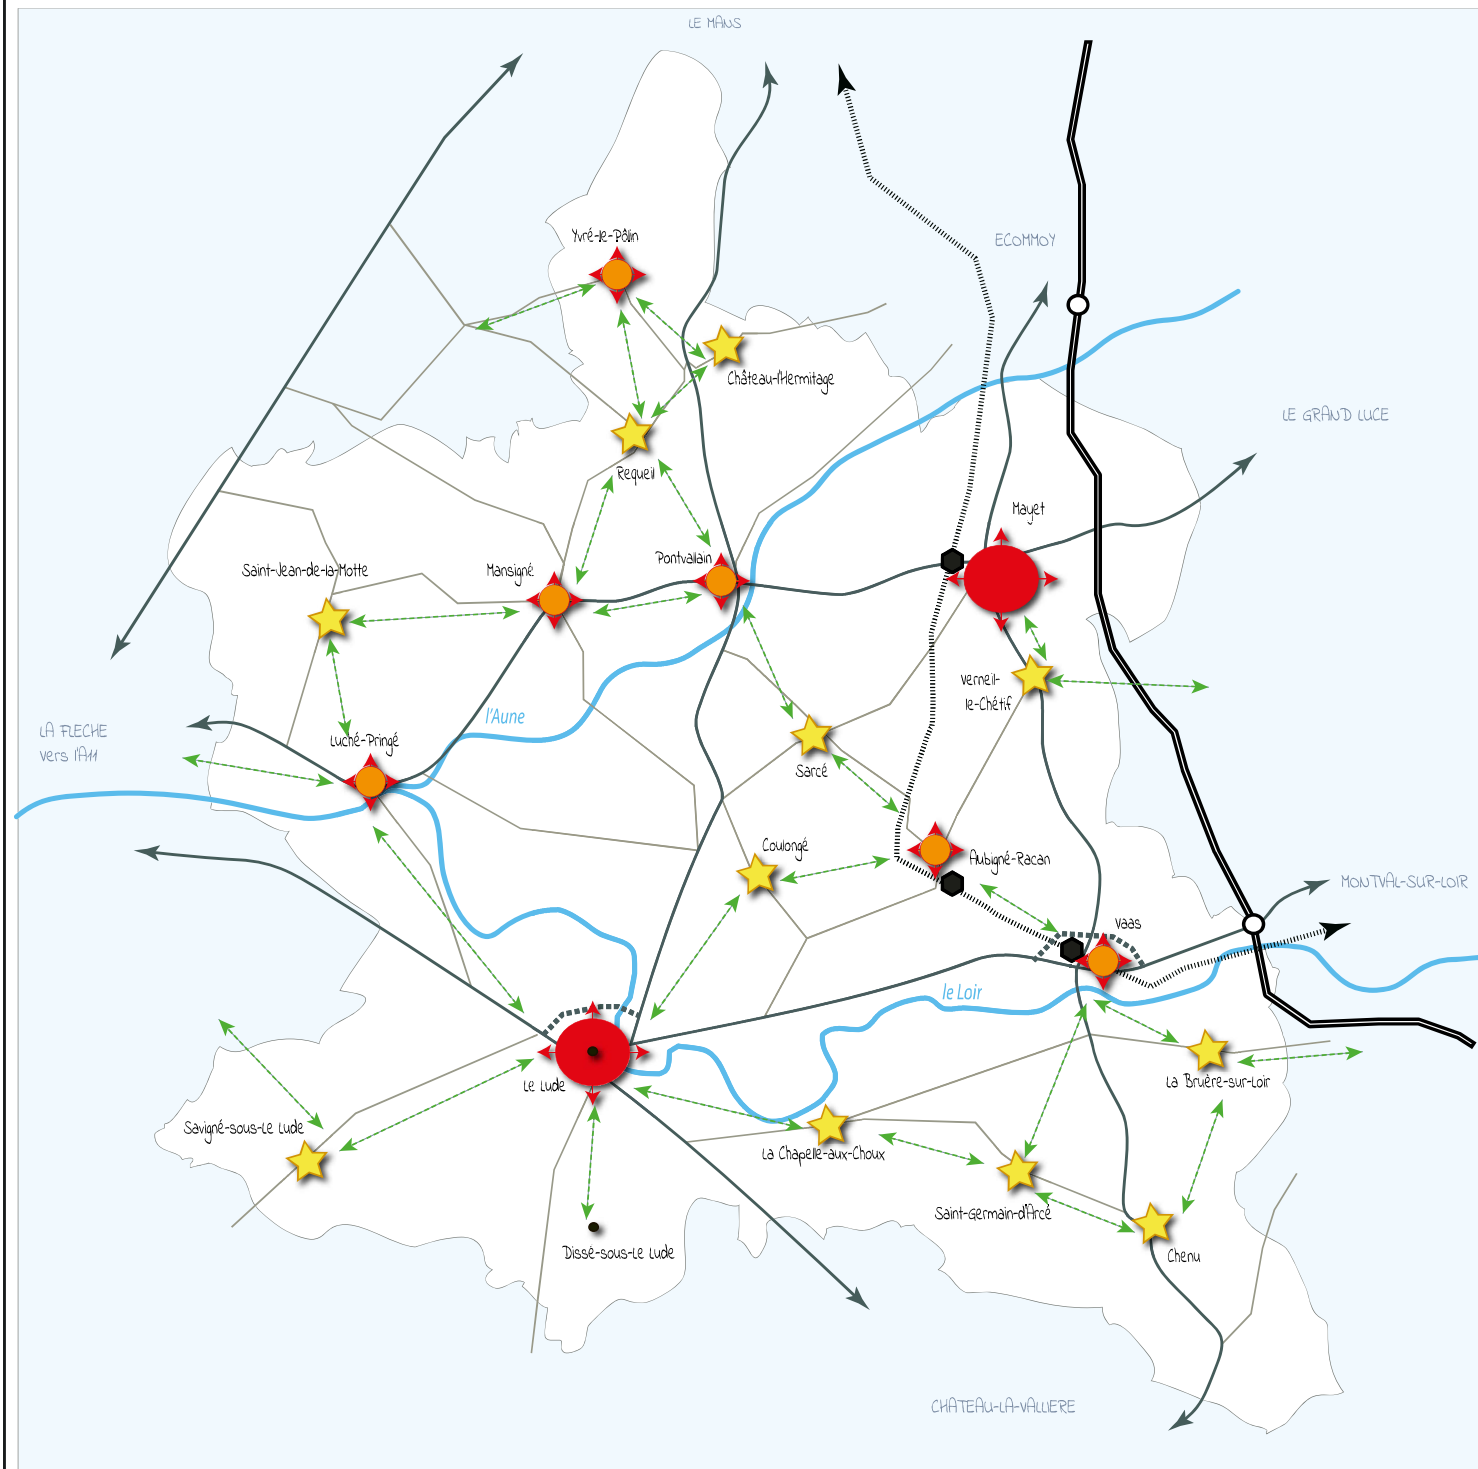 LE MANS
Yvré-le-Pôlin
ECOMMOY
Château-l'Hermitage
LE GRAND LUCE
Requeil
Mayet
Pontvallain
Saint-Jean-de-la-Motte
Mansigné
Verneil-
le-Chétif
l'Aune
LA FLECHE
vers l'A11
Luché-Pringé
Sarcé
Coulongé
Aubigné-Racan
MONTVAL-SUR-LOIR
Vaas
le Loir
Le Lude
La Bruère-sur-Loir
Savigné-sous-Le Lude
La Chapelle-aux-Choux
Saint-Germain-d'Arcé
Dissé-sous-Le Lude
Chenu
CHATEAU-LA-VALLIERE